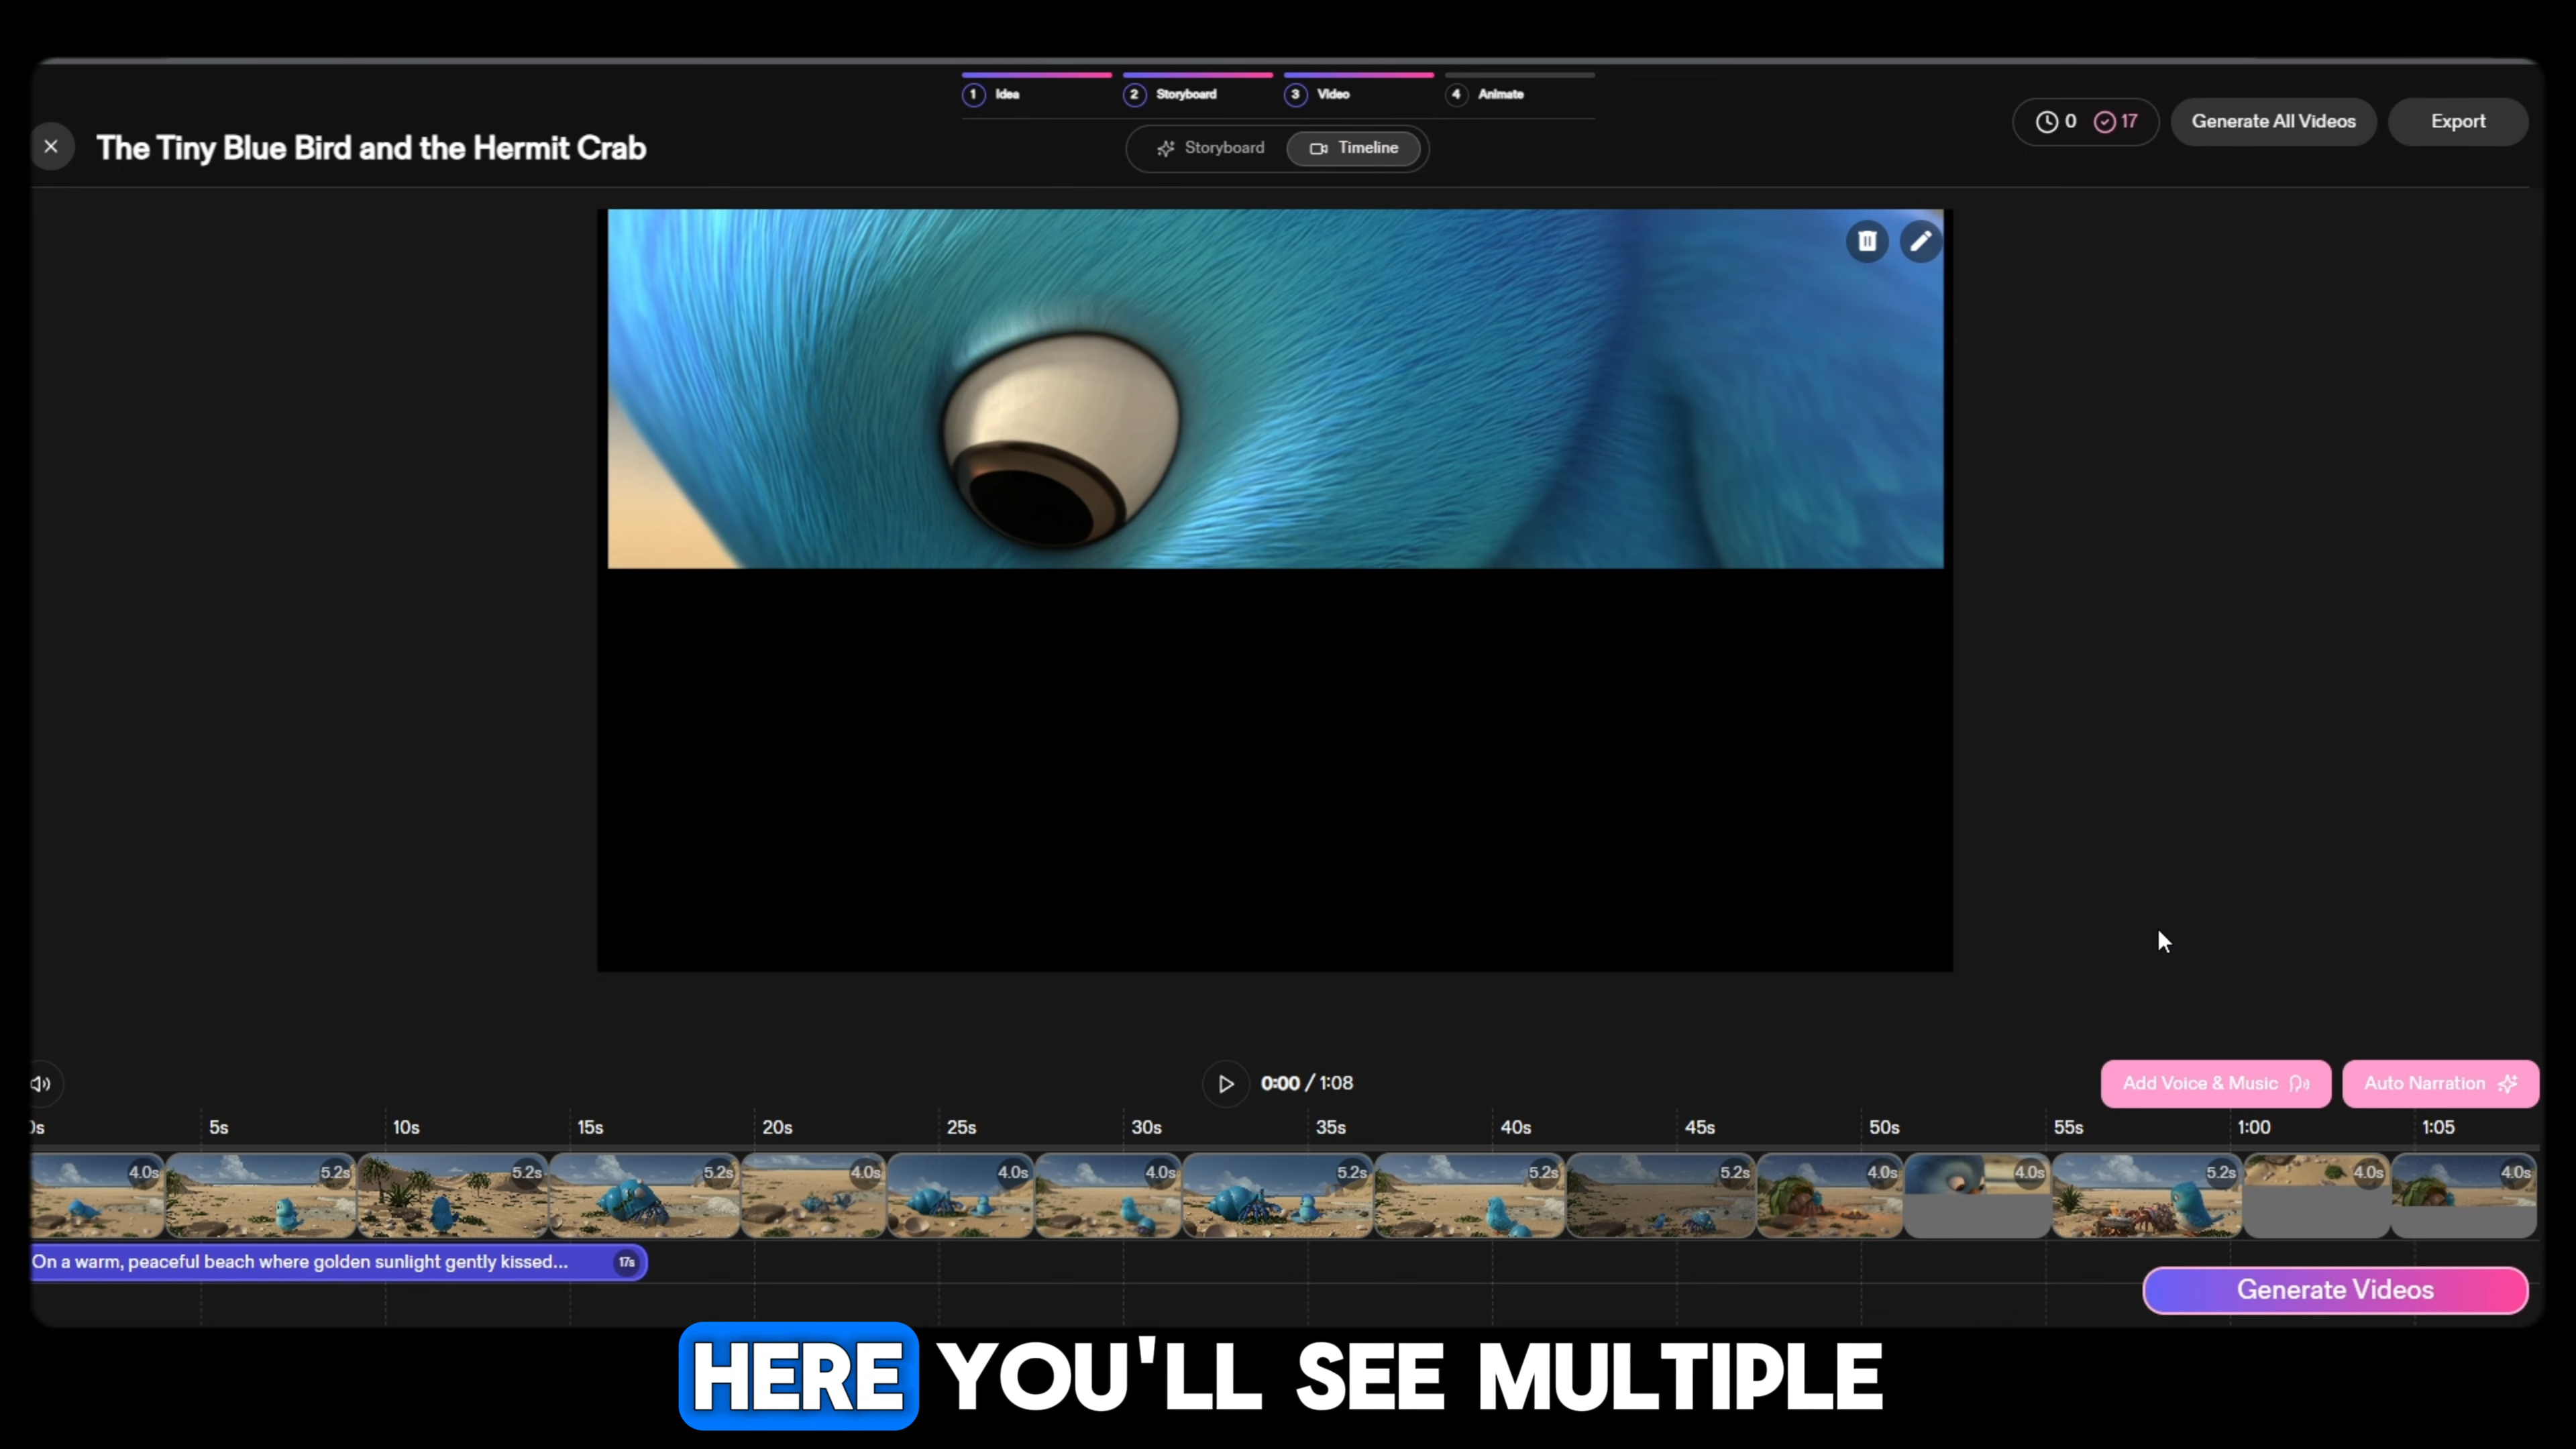 1 Idea
2 Storyboard
3 Video
4 Animate
The Tiny Blue Bird and the Hermit Crab
Storyboard
Timeline
0
17
Generate All Videos
Export
0:00 / 1:08
Add Voice & Music
Auto Narration
0s 5s 10s 15s 20s 25s 30s 35s 40s 45s 50s 55s 1:00 1:05
4.0s 5.2s 5.2s 5.2s 4.0s 4.0s 4.0s 5.2s 5.2s 5.2s 4.0s 4.0s 5.2s 4.0s 4.0s
On a warm, peaceful beach where golden sunlight gently kissed... 17s
Generate Videos
HERE YOU'LL SEE MULTIPLE